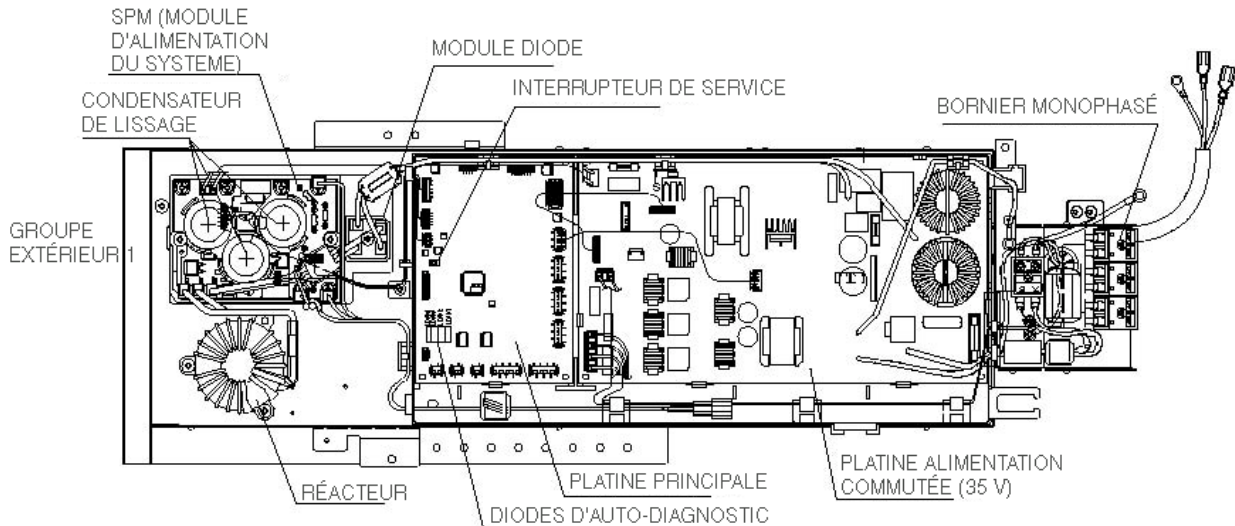 SPM (MODULE
D'ALIMENTATION
DU SYSTEME)
MODULE DIODE
INTERRUPTEUR DE SERVICE
CONDENSATEUR
DE LISSAGE
BORNIER MONOPHASÉ
GROUPE
EXTÉRIEUR 1
RÉACTEUR
PLATINE PRINCIPALE
DIODES D'AUTO-DIAGNOSTIC
PLATINE ALIMENTATION
COMMUTÉE (35 V)